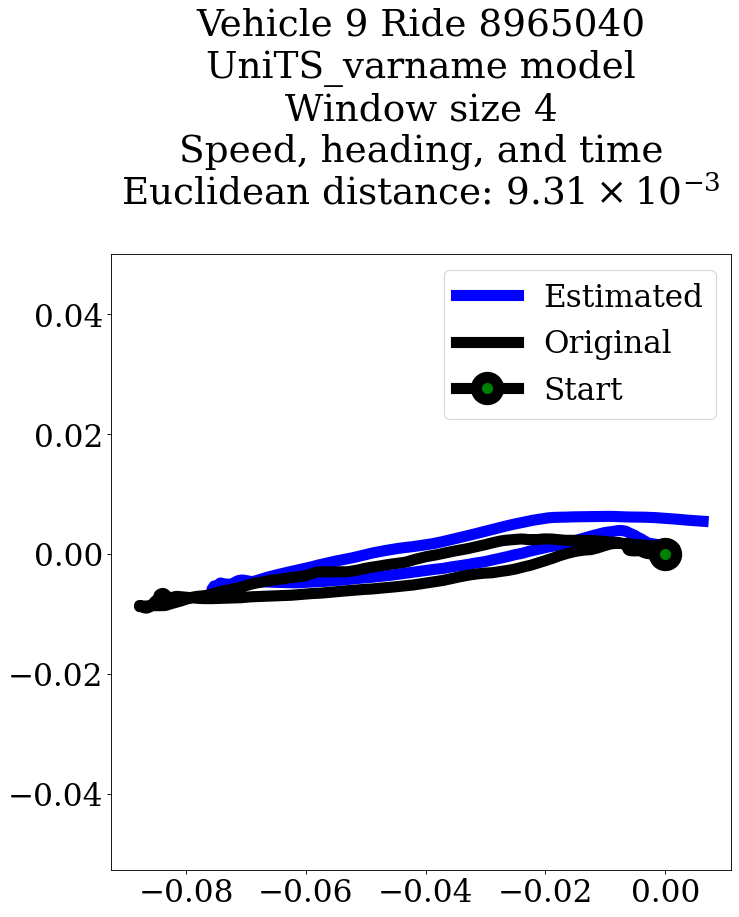 Vehicle 9 Ride 8965040
UniTS_varname model
Window size 4
Speed, heading, and time
Euclidean distance: 9.31 × 10⁻³
Estimated
Original
Start
0.04
0.02
0.00
−0.02
−0.04
−0.08 −0.06 −0.04 −0.02 0.00